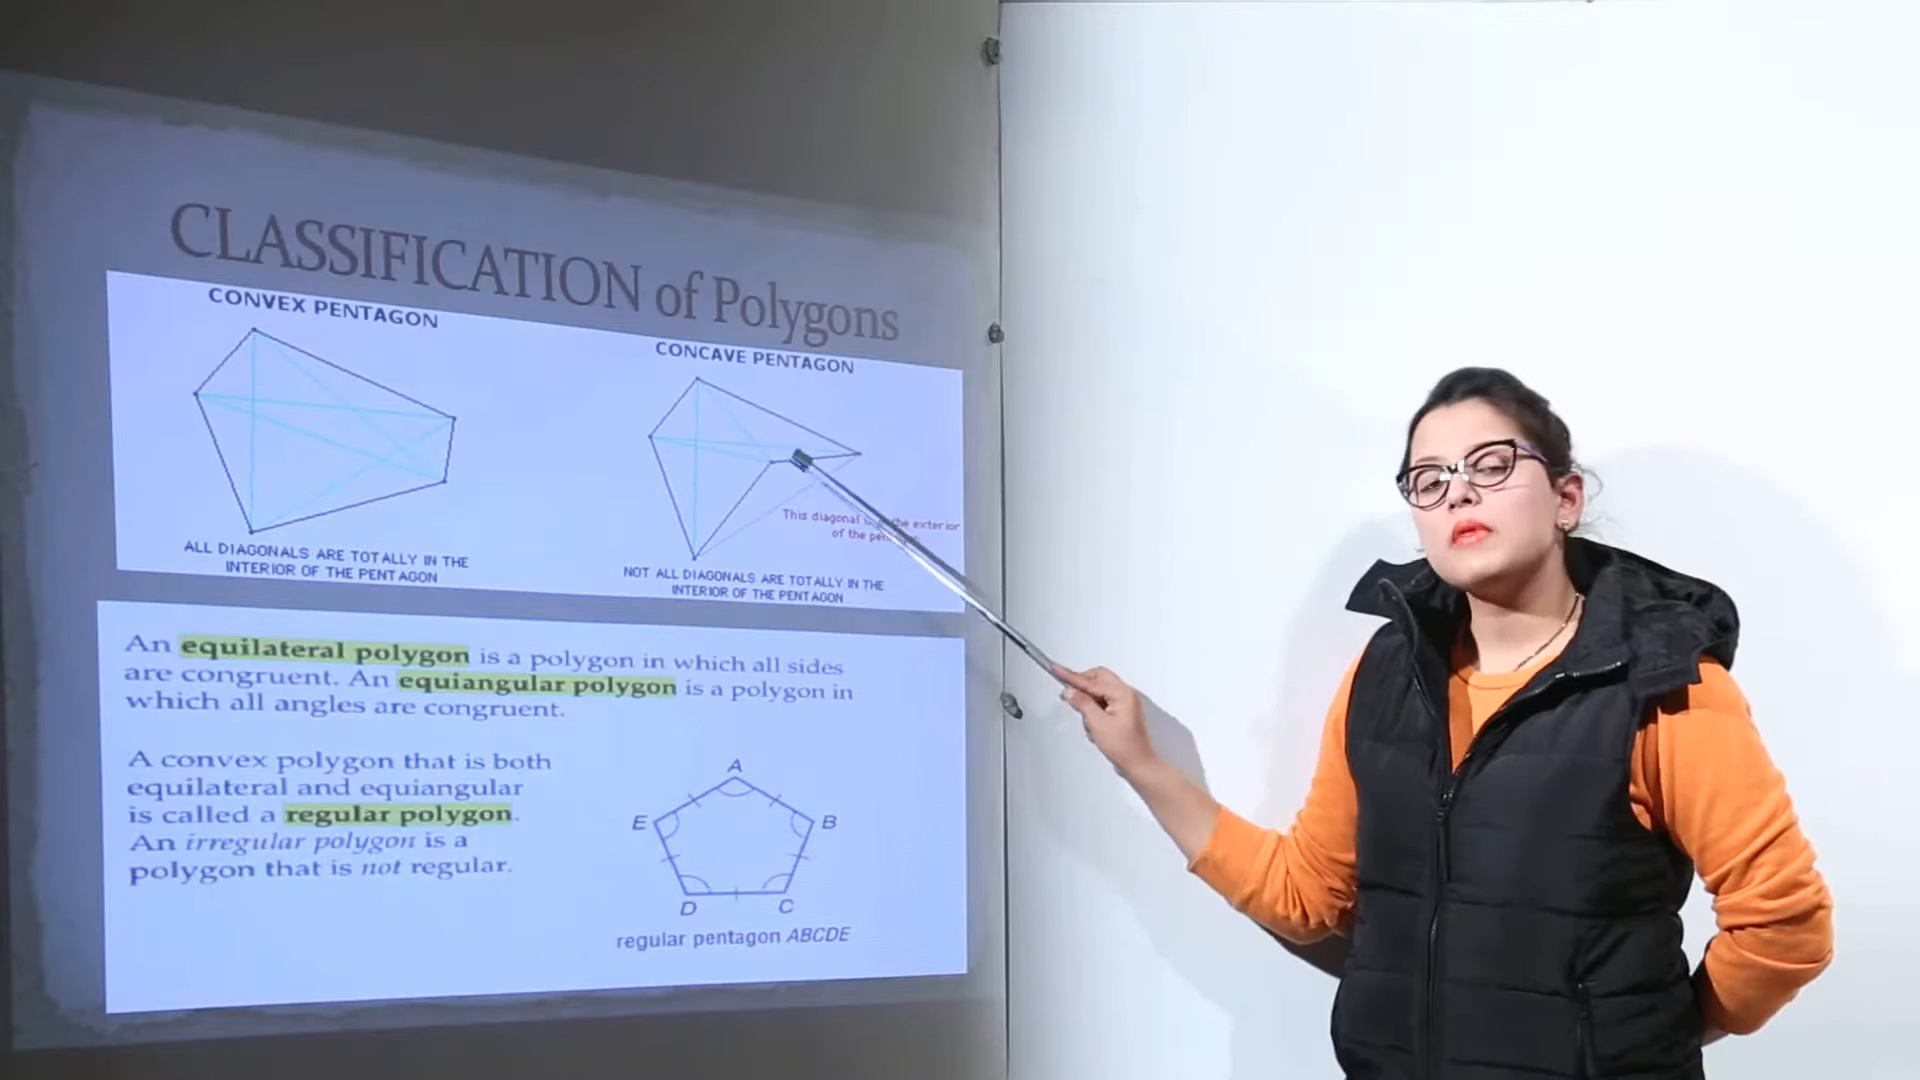 CLASSIFICATION of Polygons
CONVEX PENTAGON
ALL DIAGONALS ARE TOTALLY IN THE
INTERIOR OF THE PENTAGON
CONCAVE PENTAGON
This diagonal the exterior
of the
NOT ALL DIAGONALS ARE TOTALLY IN THE
INTERIOR OF THE PENTAGON
An equilateral polygon is a polygon in which all sides
are congruent. An equiangular polygon is a polygon in
which all angles are congruent.
A convex polygon that is both
equilateral and equiangular
is called a regular polygon.
An irregular polygon is a
polygon that is not regular.
A
E B
D C
regular pentagon ABCDE